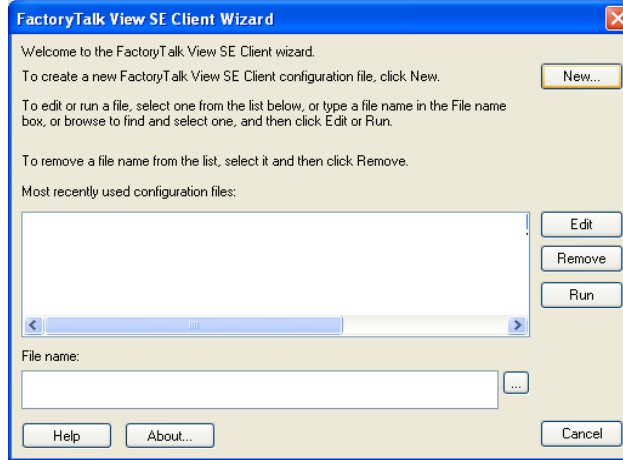 FactoryTalk View SE Client Wizard
Welcome to the FactoryTalk View SE Client wizard.
To create a new FactoryTalk View SE Client configuration file, click New.
New...
To edit or run a file, select one from the list below, or type a file name in the File name
box, or browse to find and select one, and then click Edit or Run.
To remove a file name from the list, select it and then click Remove.
Most recently used configuration files:
Edit
Remove
Run
File name:
...
Help
About...
Cancel